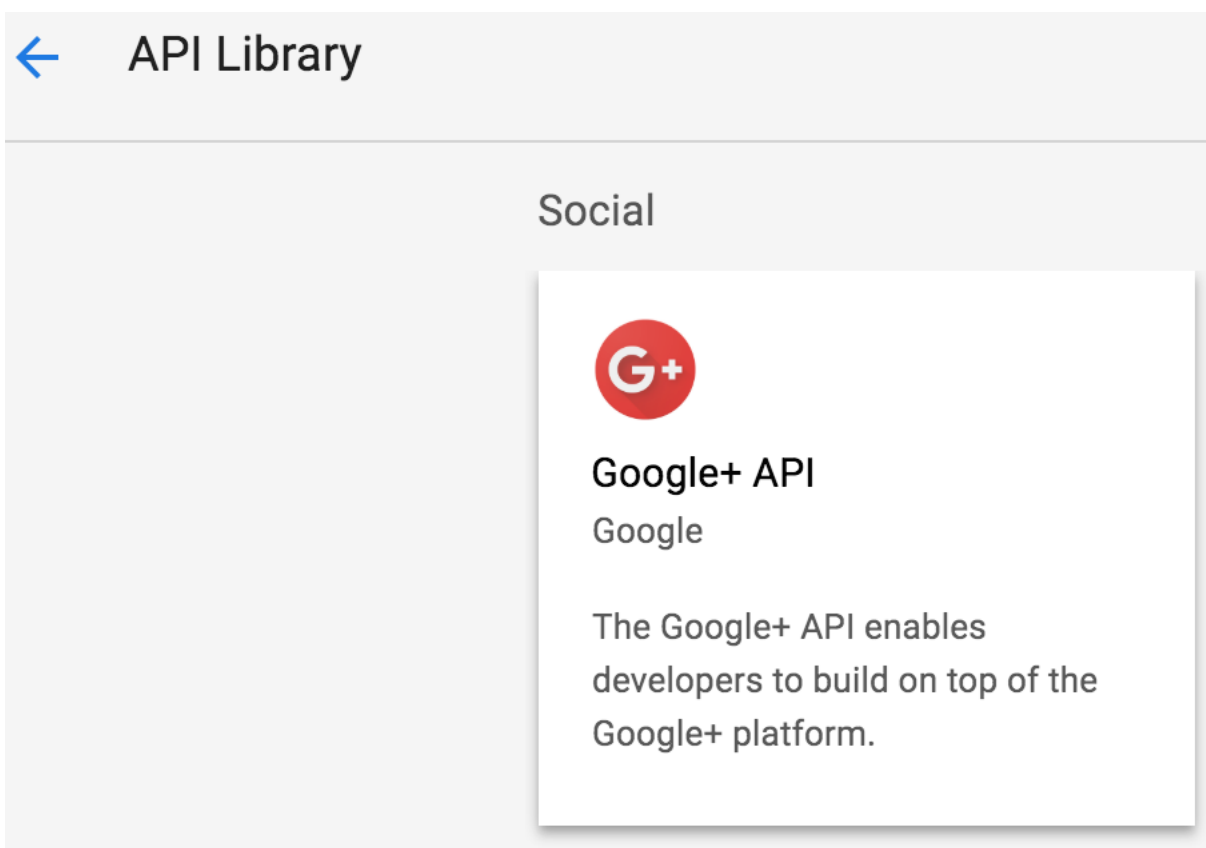 API Library
Social
G+
Google+ API
Google
The Google+ API enables
developers to build on top of the
Google+ platform.